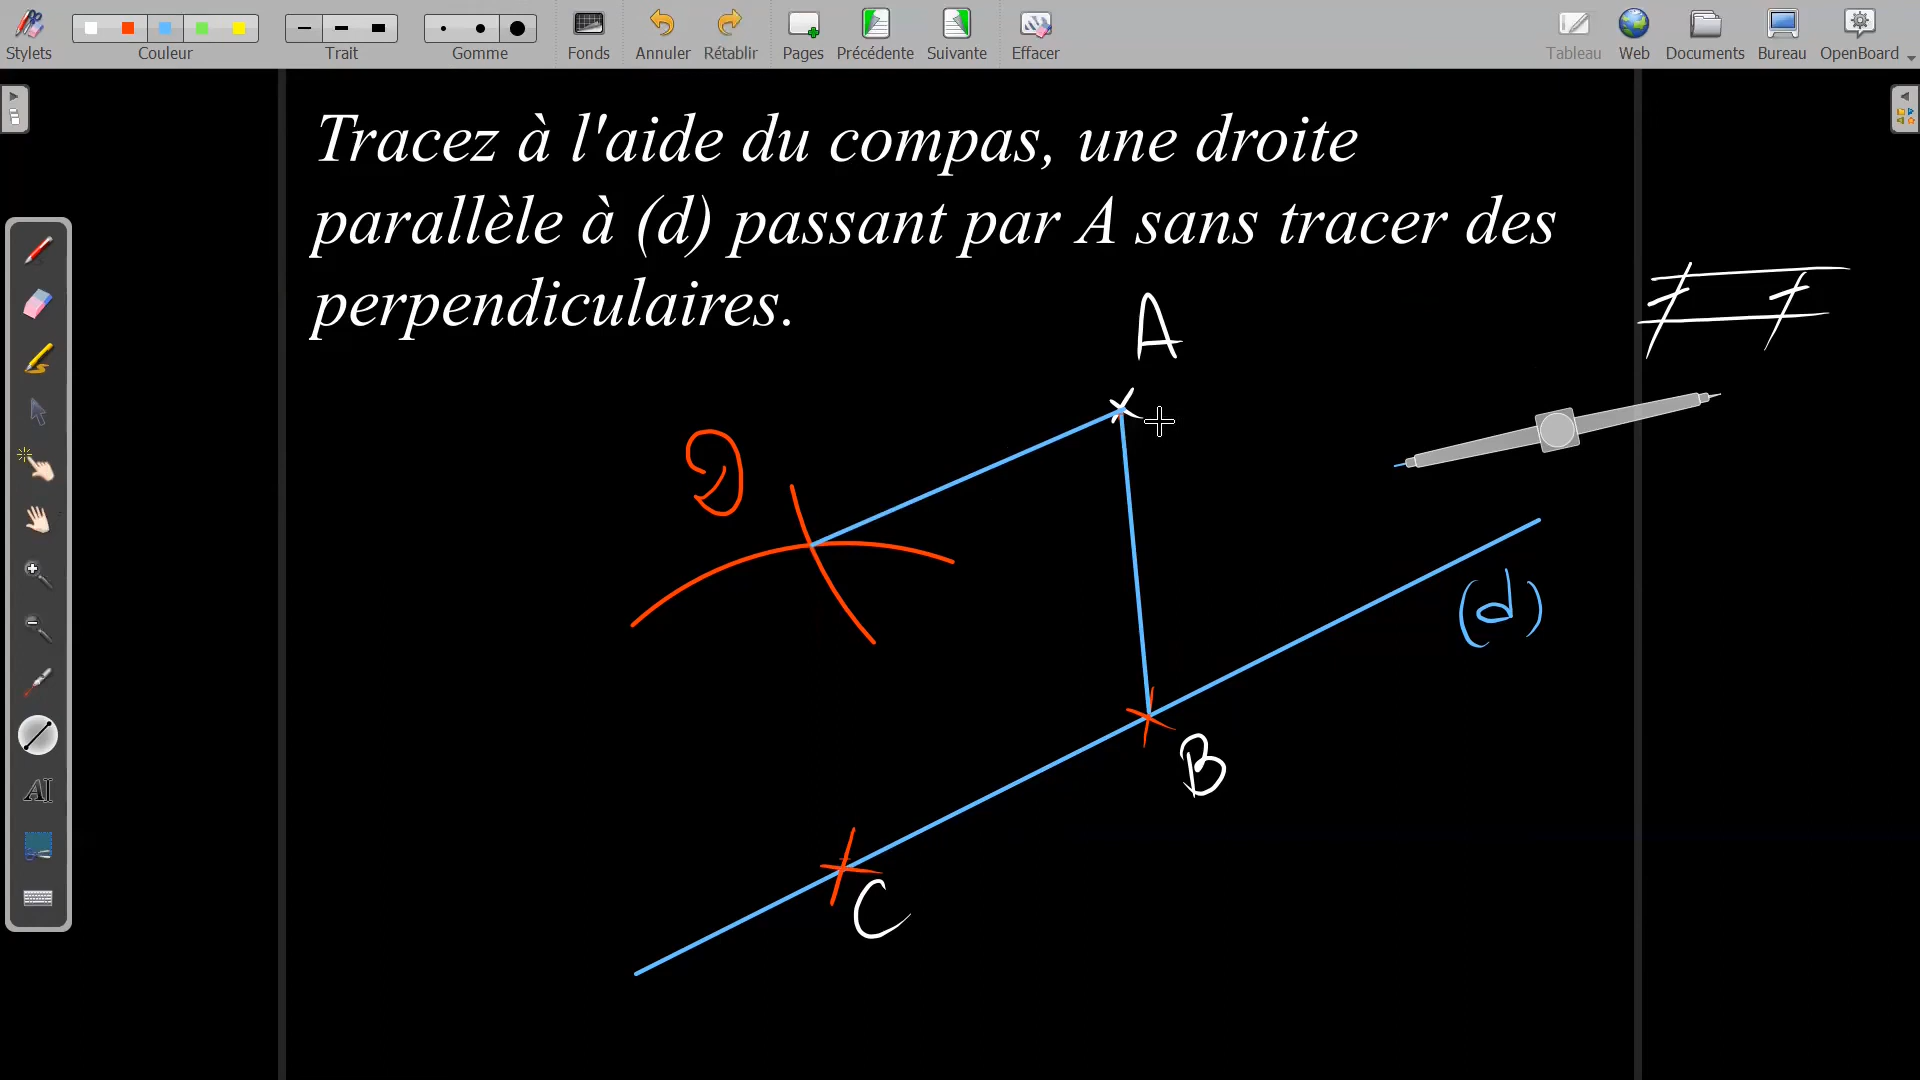 Stylets Couleur Trait Gomme Fonds Annuler Rétablir Pages Précédente Suivante Effacer Tableau Web Documents Bureau OpenBoard
Tracez à l'aide du compas, une droite
parallèle à (d) passant par A sans tracer des
perpendiculaires.
A
D
(d)
B
C
AI